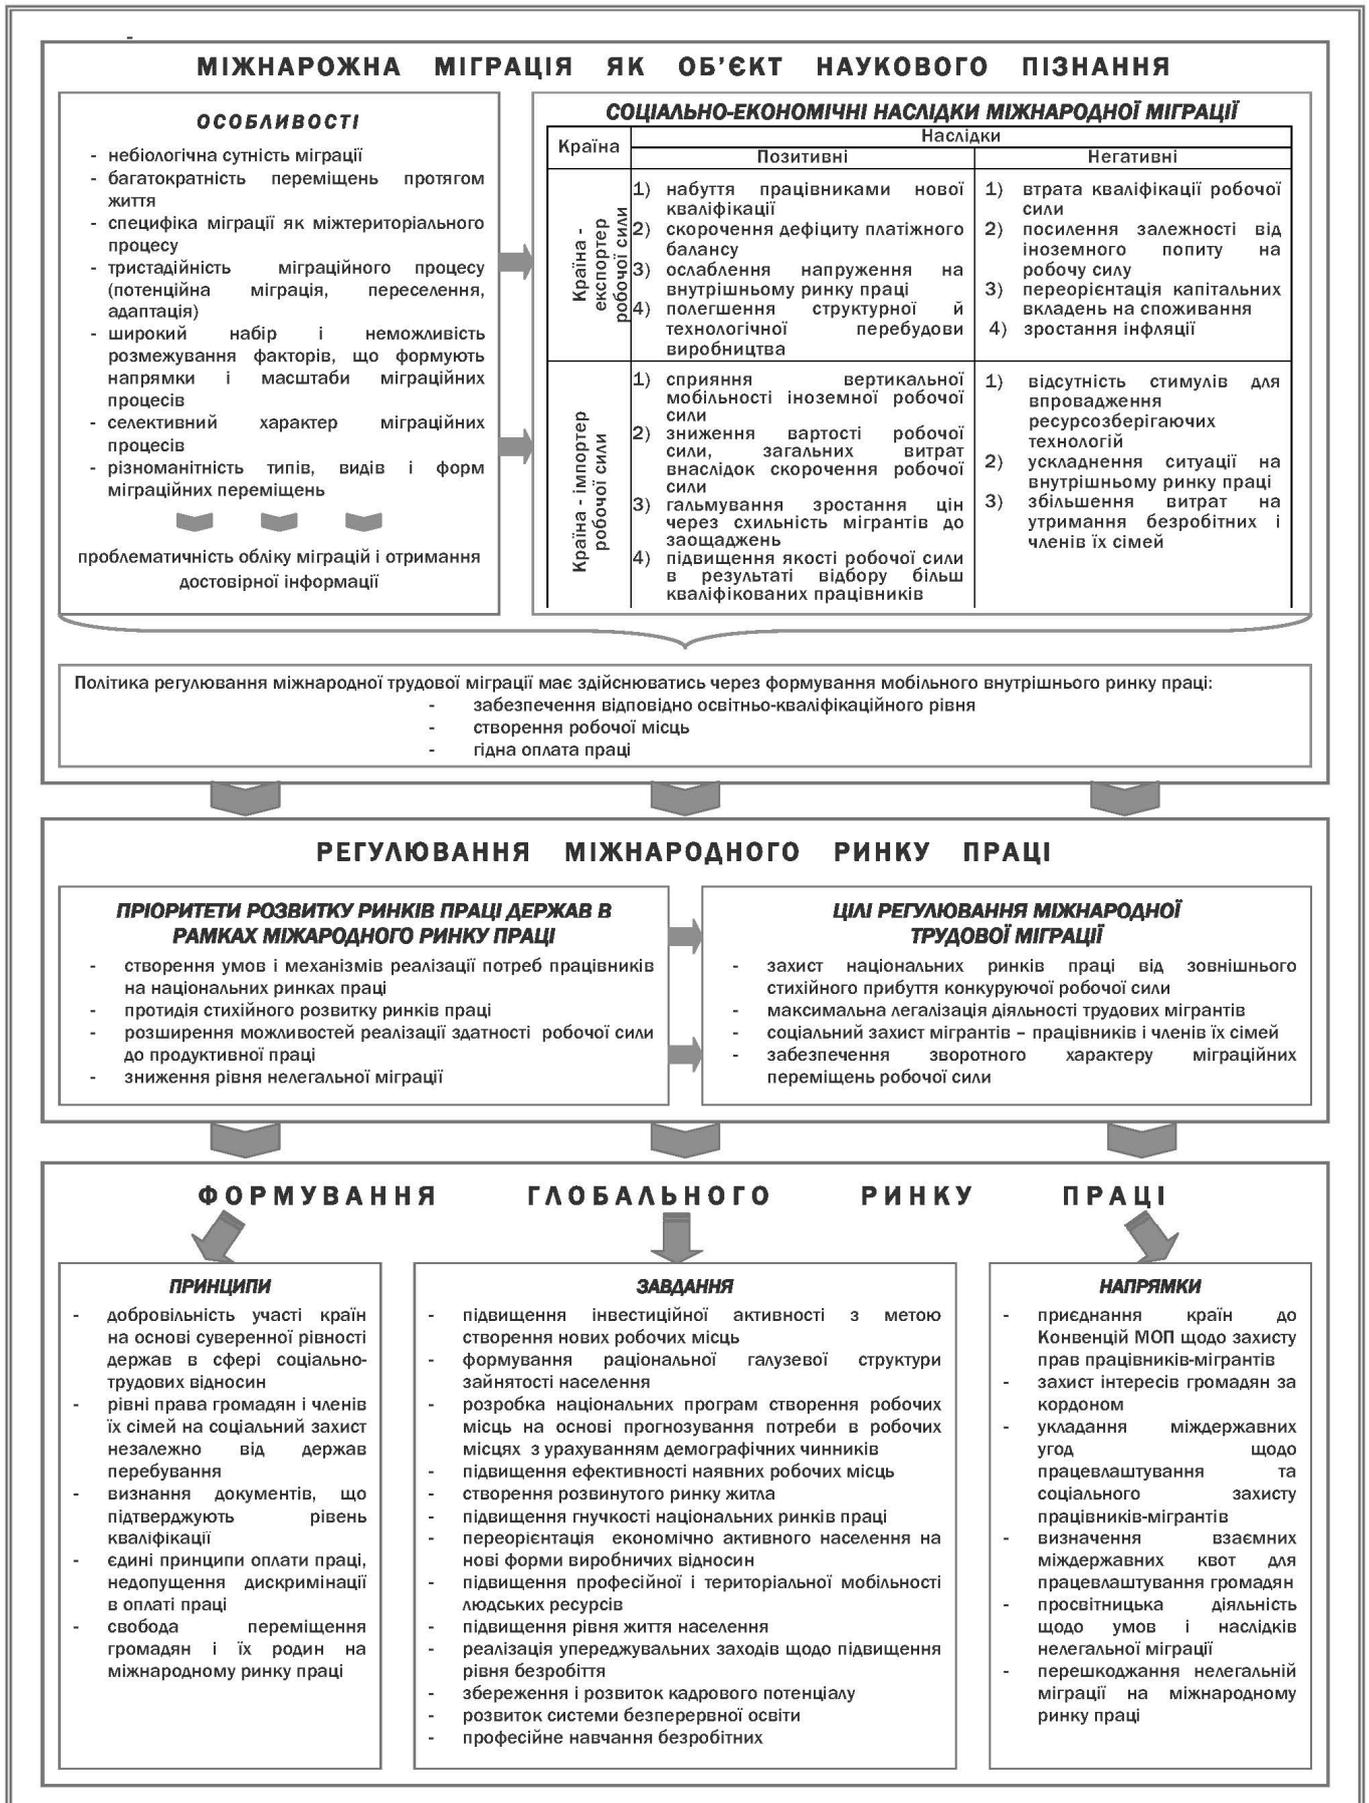 МІЖНАРОЖНА МІГРАЦІЯ ЯК ОБ’ЄКТ НАУКОВОГО ПІЗНАННЯ
ОСОБЛИВОСТІ
- небіологічна сутність міграції
- багатократність переміщень протягом
життя
- специфіка міграції як міжтериторіального
процесу
- тристадійність міграційного процесу
(потенційна міграція, переселення,
адаптація)
- широкий набір і неможливість
розмежування факторів, що формують
напрямки і масштаби міграційних
процесів
- селективний характер міграційних
процесів
- різноманітність типів, видів і форм
міграційних переміщень
проблематичність обліку міграцій і отримання
достовірної інформації
СОЦІАЛЬНО-ЕКОНОМІЧНІ НАСЛІДКИ МІЖНАРОДНОЇ МІГРАЦІЇ
Країна
Наслідки
Позитивні
Негативні
Країна -
експортер
робочої сили
1) набуття працівниками нової
кваліфікації
2) скорочення дефіциту платіжного
балансу
3) ослаблення напруження на
внутрішньому ринку праці
4) полегшення структурної й
технологічної перебудови
виробництва
1) втрата кваліфікації робочої
сили
2) посилення залежності від
іноземного попиту на
робочу силу
3) переорієнтація капітальних
вкладень на споживання
4) зростання інфляції
Країна - імпортер
робочої сили
1) сприяння вертикальної
мобільності іноземної робочої
сили
2) зниження вартості робочої
сили, загальних витрат
внаслідок скорочення робочої
сили
3) гальмування зростання цін
через схильність мігрантів до
заощаджень
4) підвищення якості робочої сили
в результаті відбору більш
кваліфікованих працівників
1) відсутність стимулів для
впровадження
ресурсозберігаючих
технологій
2) ускладнення ситуації на
внутрішньому ринку праці
3) збільшення витрат на
утримання безробітних і
членів їх сімей
Політика регулювання міжнародної трудової міграції має здійснюватись через формування мобільного внутрішнього ринку праці:
- забезпечення відповідно освітньо-кваліфікаційного рівня
- створення робочої місць
- гідна оплата праці
РЕГУЛЮВАННЯ МІЖНАРОДНОГО РИНКУ ПРАЦІ
ПРІОРИТЕТИ РОЗВИТКУ РИНКІВ ПРАЦІ ДЕРЖАВ В
РАМКАХ МІЖАРОДНОГО РИНКУ ПРАЦІ
- створення умов і механізмів реалізації потреб працівників
на національних ринках праці
- протидія стихійного розвитку ринків праці
- розширення можливостей реалізації здатності робочої сили
до продуктивної праці
- зниження рівня нелегальної міграції
ЦІЛІ РЕГУЛЮВАННЯ МІЖНАРОДНОЇ
ТРУДОВОЇ МІГРАЦІЇ
- захист національних ринків праці від зовнішнього
стихійного прибуття конкуруючої робочої сили
- максимальна легалізація діяльності трудових мігрантів
- соціальний захист мігрантів – працівників і членів їх сімей
- забезпечення зворотного характеру міграційних
переміщень робочої сили
ФОРМУВАННЯ ГЛОБАЛЬНОГО РИНКУ ПРАЦІ
ПРИНЦИПИ
- добровільність участі країн
на основі суверенної рівності
держав в сфері соціально-
трудових відносин
- рівні права громадян і членів
їх сімей на соціальний захист
незалежно від держав
перебування
- визнання документів, що
підтверджують рівень
кваліфікації
- єдині принципи оплати праці,
недопущення дискримінації
в оплаті праці
- свобода переміщення
громадян і їх родин на
міжнародному ринку праці
ЗАВДАННЯ
- підвищення інвестиційної активності з метою
створення нових робочих місць
- формування раціональної галузевої структури
зайнятості населення
- розробка національних програм створення робочих
місць на основі прогнозування потреби в робочих
місцях з урахуванням демографічних чинників
- підвищення ефективності наявних робочих місць
- створення розвинутого ринку житла
- підвищення гнучкості національних ринків праці
- переорієнтація економічно активного населення на
нові форми виробничих відносин
- підвищення професійної і територіальної мобільності
людських ресурсів
- підвищення рівня життя населення
- реалізація упереджувальних заходів щодо підвищення
рівня безробіття
- збереження і розвиток кадрового потенціалу
- розвиток системи безперервної освіти
- професійне навчання безробітних
НАПРЯМКИ
- приєднання країн до
Конвенцій МОП щодо захисту
прав працівників-мігрантів
- захист інтересів громадян за
кордоном
- укладання міждержавних
угод щодо
працевлаштування та
соціального захисту
працівників-мігрантів
- визначення взаємних
міждержавних квот для
працевлаштування громадян
- просвітницька діяльність
щодо умов і наслідків
нелегальної міграції
- перешкоджання нелегальній
міграції на міжнародному
ринку праці